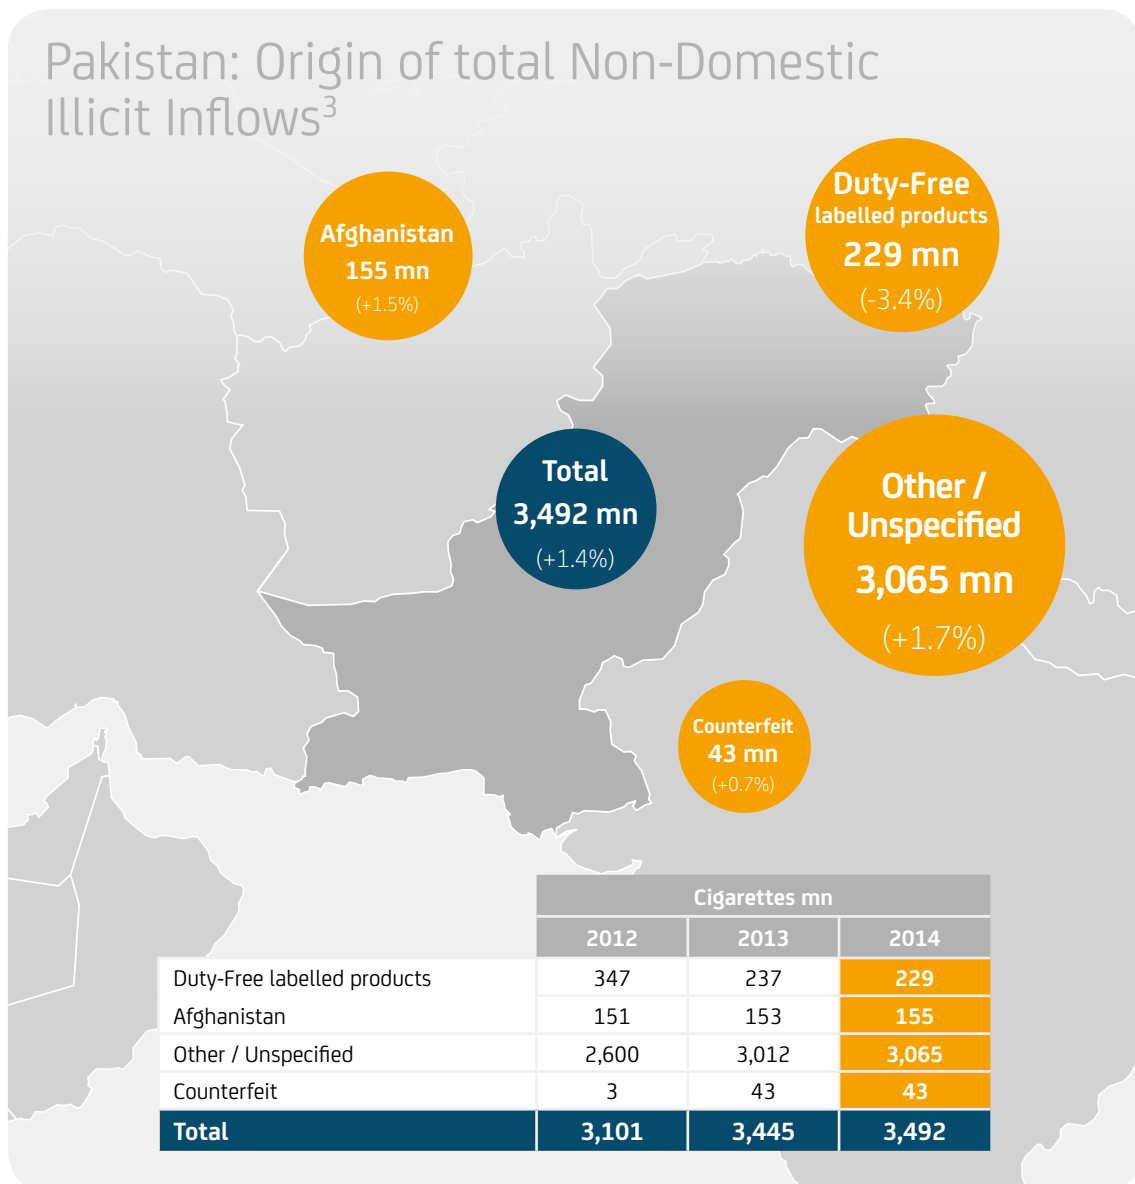 Pakistan: Origin of total Non-Domestic
Illicit Inflows3
Afghanistan
155 mn
(+1.5%)
Duty-Free
labelled products
229 mn
(-3.4%)
Total
3,492 mn
(+1.4%)
Other /
Unspecified
3,065 mn
(+1.7%)
Counterfeit
43 mn
(+0.7%)
Cigarettes mn
2012 2013 2014
Duty-Free labelled products 347 237 229
Afghanistan 151 153 155
Other / Unspecified 2,600 3,012 3,065
Counterfeit 3 43 43
Total 3,101 3,445 3,492